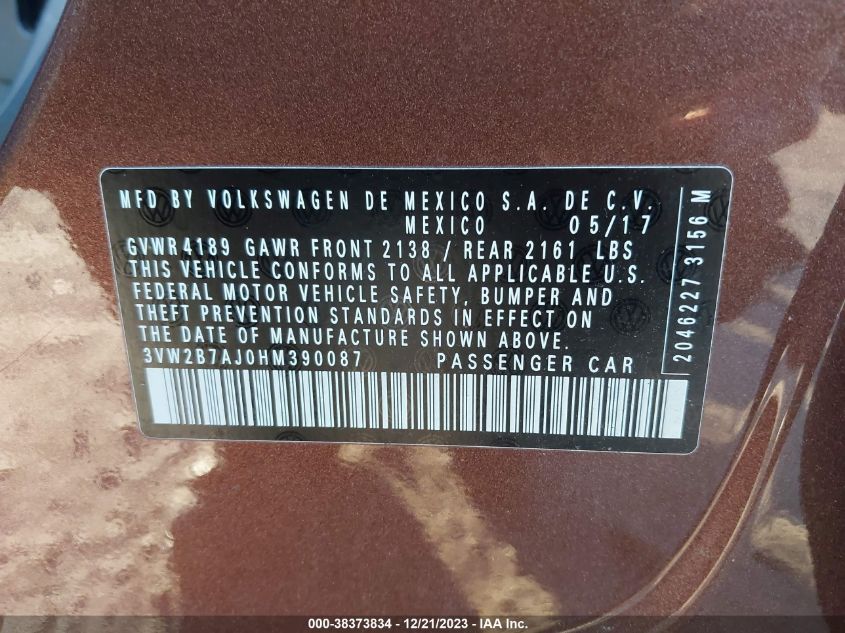 MFD BY VOLKSWAGEN DE MEXICO S.A. DE C.V.,
MEXICO 05/17
GVWR4189 GAWR FRONT 2138 / REAR 2161 LBS
THIS VEHICLE CONFORMS TO ALL APPLICABLE U.S.
FEDERAL MOTOR VEHICLE SAFETY, BUMPER AND
THEFT PREVENTION STANDARDS IN EFFECT ON
THE DATE OF MANUFACTURE SHOWN ABOVE.
3VW2B7AJ0HM390087 PASSENGER CAR
2046227 3156 M
000-38373834 - 12/21/2023 - IAA Inc.